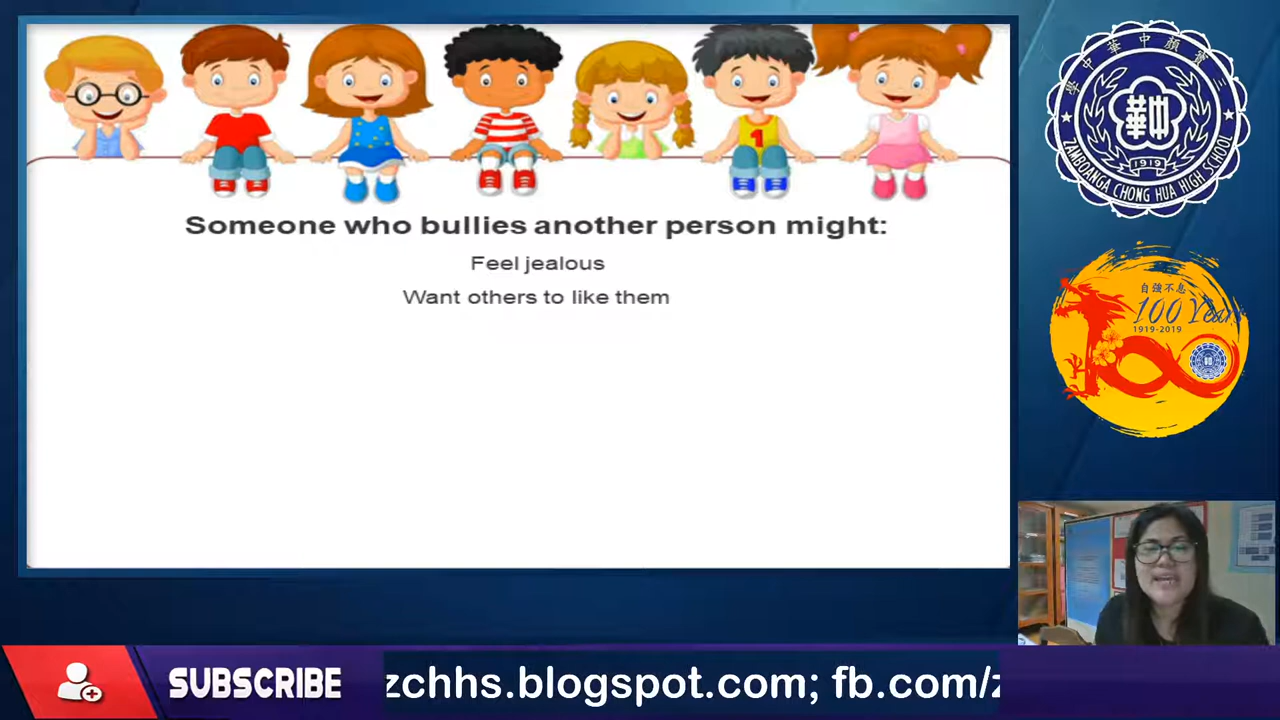 Someone who bullies another person might:
Feel jealous
Want others to like them
ZAMBOANGA CHONG HUA HIGH SCHOOL
1919
自強不息
100 Years
1919-2019
1
SUBSCRIBE
zchhs.blogspot.com; fb.com/z